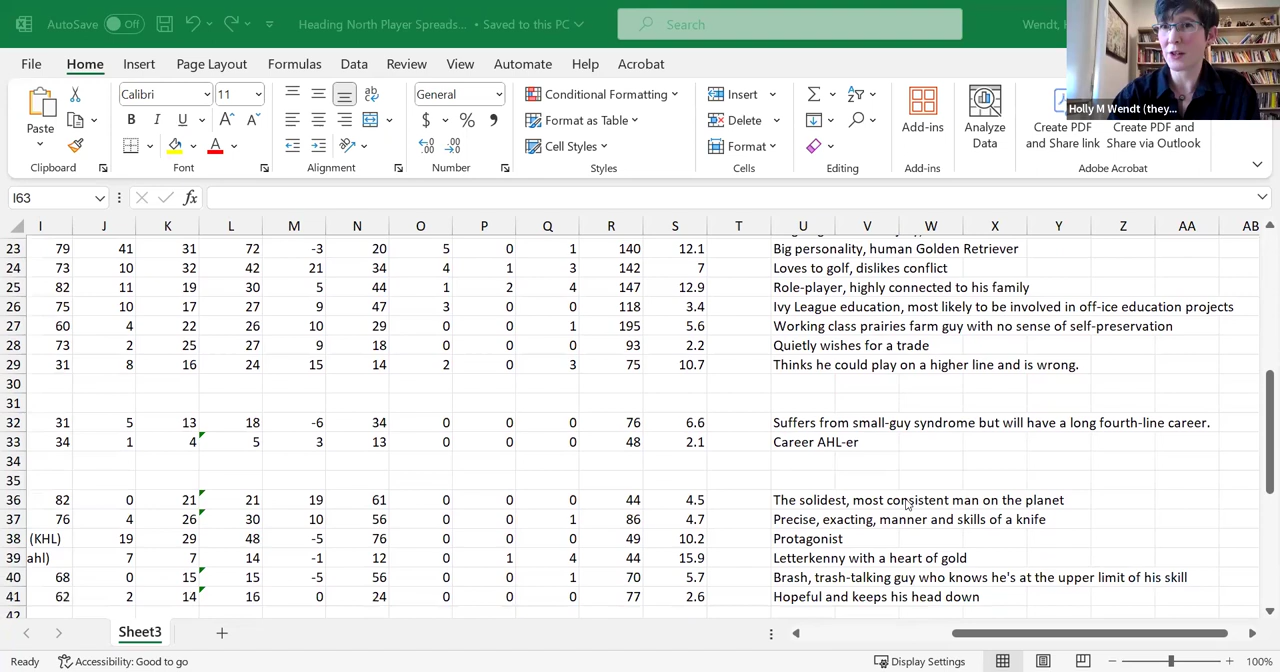 AutoSave Off Heading North Player Spreads... • Saved to this PC Search Wendt, H
File Home Insert Page Layout Formulas Data Review View Automate Help Acrobat
Holly M Wendt (they...
Paste Calibri 11 B I U A A General $ % Conditional Formatting Format as Table Cell Styles Insert Delete Format Add-ins Analyze Data Create PDF and Share link Create PDF and Share via Outlook
Clipboard Font Alignment Number Styles Cells Editing Add-ins Adobe Acrobat
I63 fx
I J K L M N O P Q R S T U V W X Y Z AA AB
23 79 41 31 72 -3 20 5 0 1 140 12.1 Big personality, human Golden Retriever
24 73 10 32 42 21 34 4 1 3 142 7 Loves to golf, dislikes conflict
25 82 11 19 30 5 44 1 2 4 147 12.9 Role-player, highly connected to his family
26 75 10 17 27 9 47 3 0 0 118 3.4 Ivy League education, most likely to be involved in off-ice education projects
27 60 4 22 26 10 29 0 0 1 195 5.6 Working class prairies farm guy with no sense of self-preservation
28 73 2 25 27 9 18 0 0 0 93 2.2 Quietly wishes for a trade
29 31 8 16 24 15 14 2 0 3 75 10.7 Thinks he could play on a higher line and is wrong.
30
31
32 31 5 13 18 -6 34 0 0 0 76 6.6 Suffers from small-guy syndrome but will have a long fourth-line career.
33 34 1 4 5 3 13 0 0 0 48 2.1 Career AHL-er
34
35
36 82 0 21 21 19 61 0 0 0 44 4.5 The solidest, most consistent man on the planet
37 76 4 26 30 10 56 0 0 1 86 4.7 Precise, exacting, manner and skills of a knife
38 (KHL) 19 29 48 -5 76 0 0 0 49 10.2 Protagonist
39 ahl) 7 7 14 -1 12 0 1 4 44 15.9 Letterkenny with a heart of gold
40 68 0 15 15 -5 56 0 0 1 70 5.7 Brash, trash-talking guy who knows he's at the upper limit of his skill
41 62 2 14 16 0 24 0 0 0 77 2.6 Hopeful and keeps his head down
42
Sheet3
Ready Accessibility: Good to go Display Settings 100%